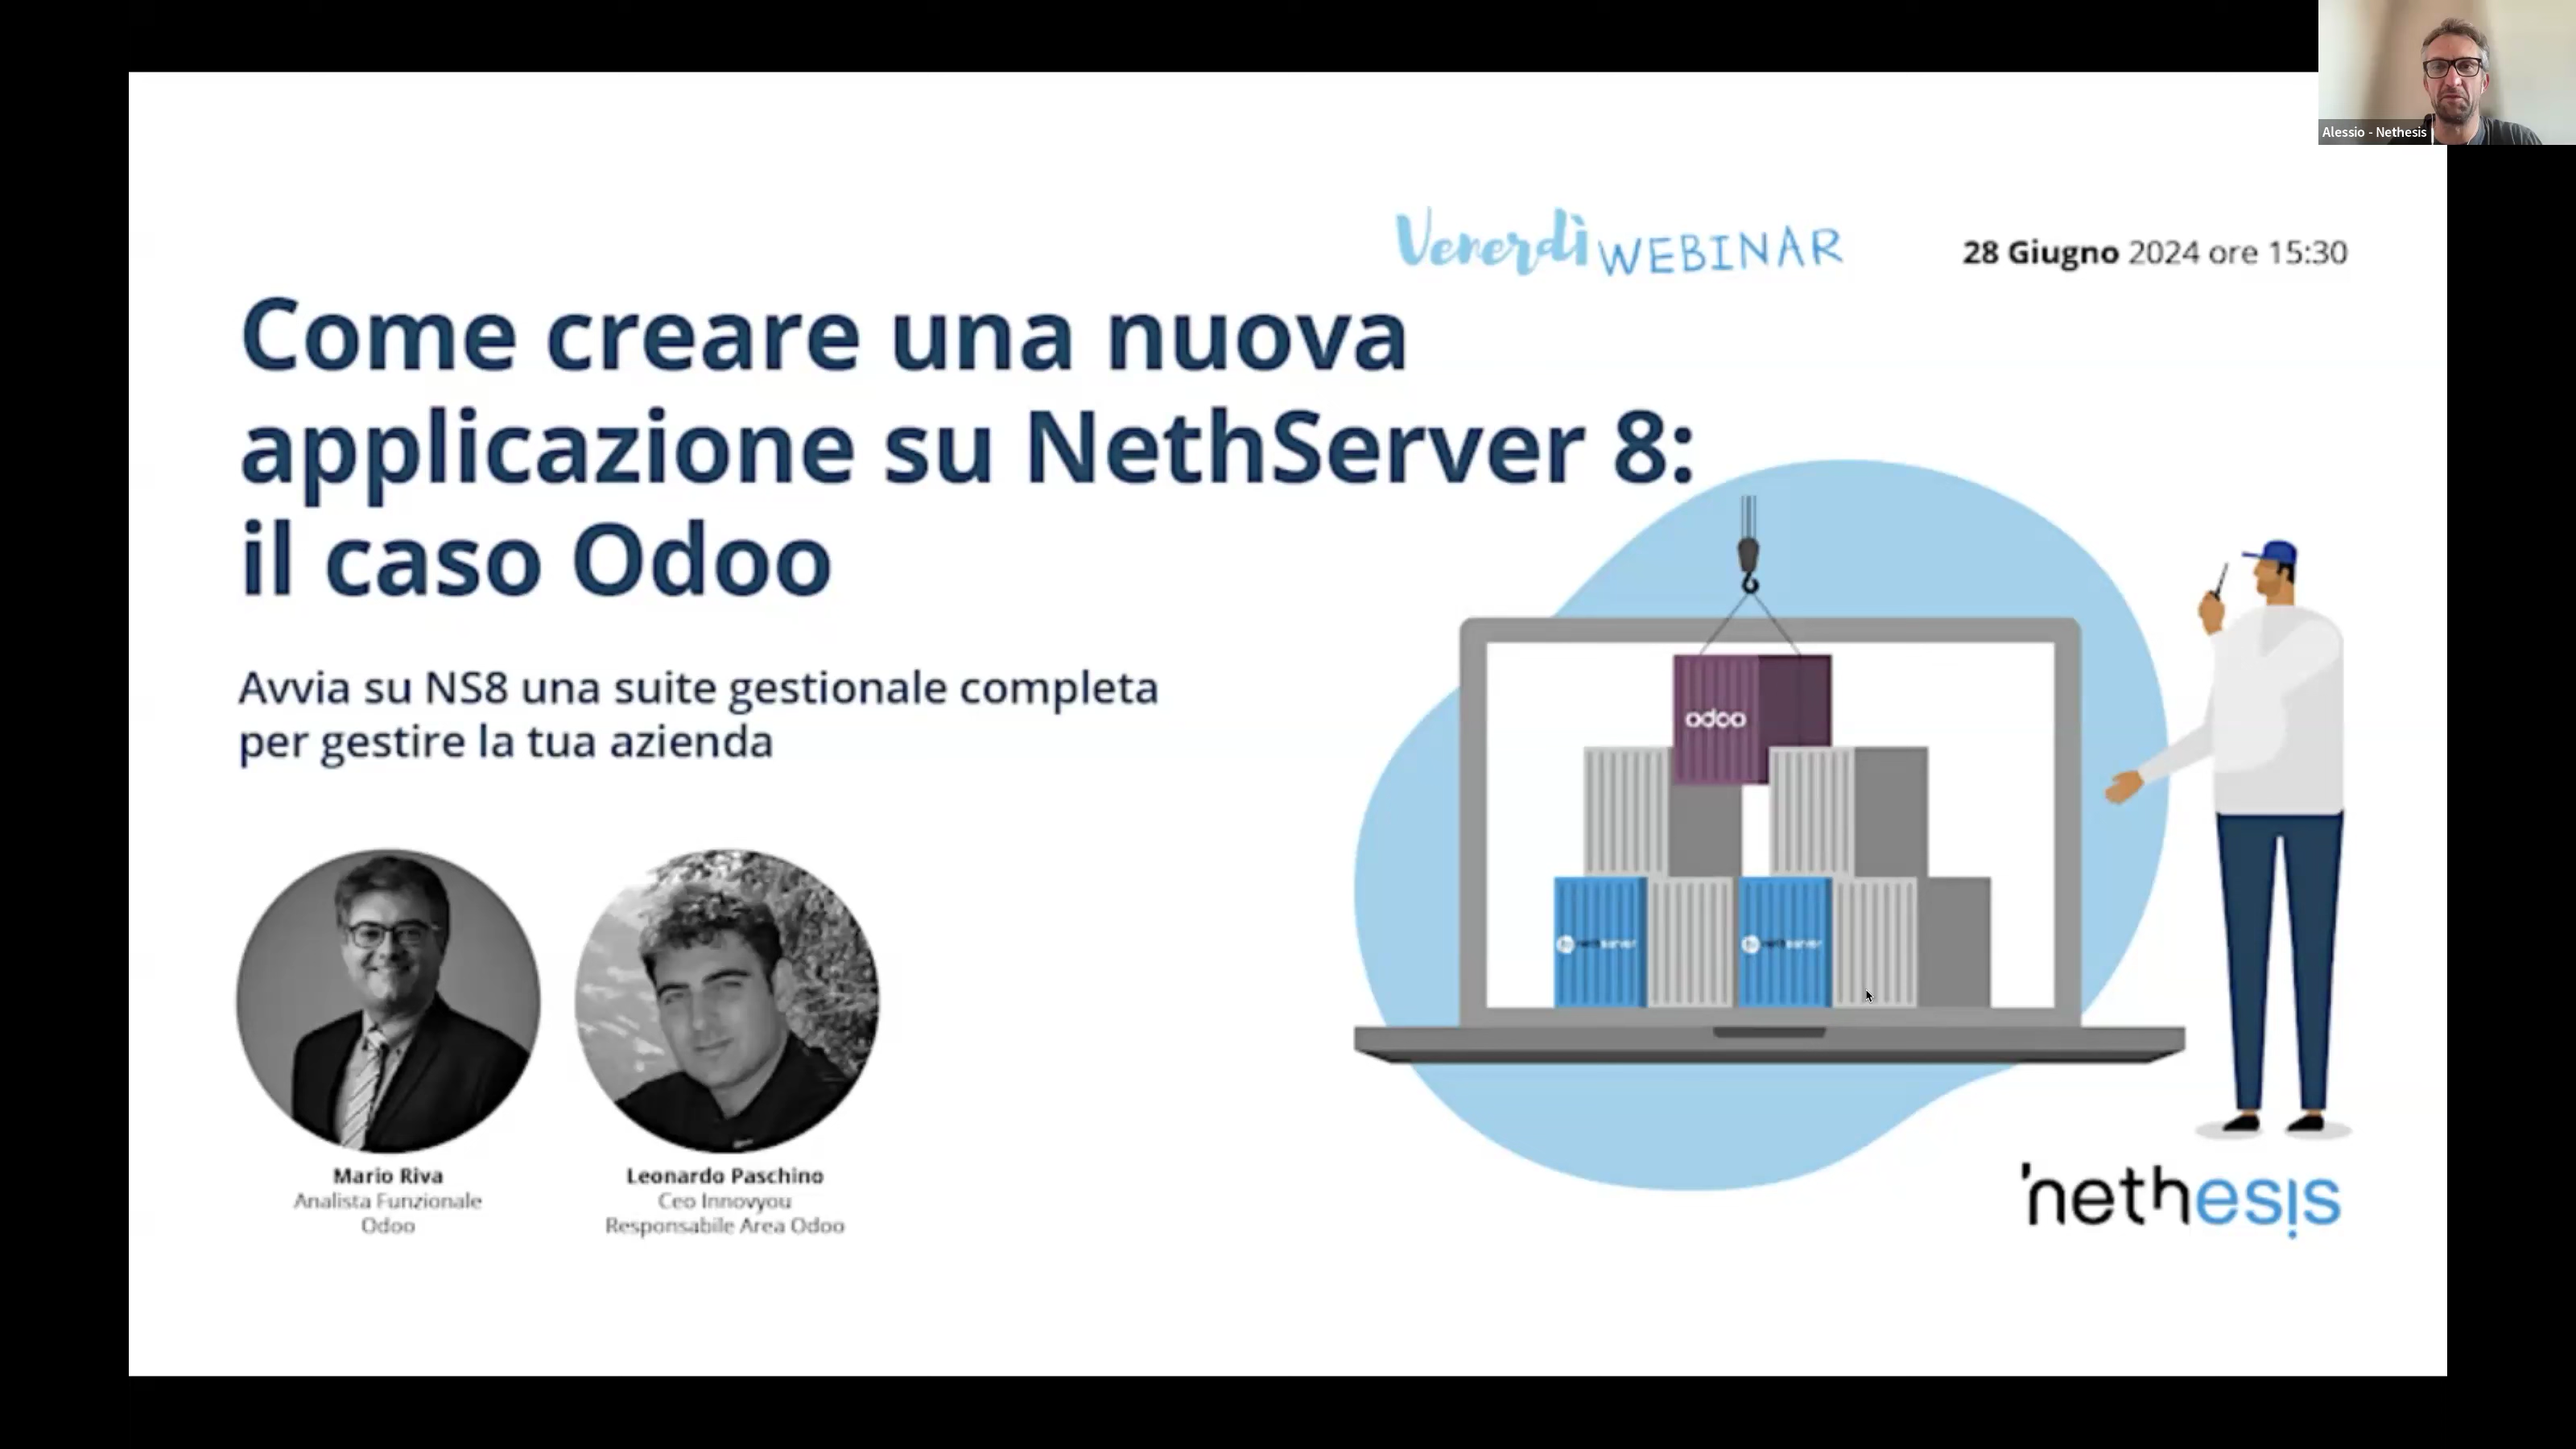 Alessio - Nethesis
Venerdì WEBINAR
28 Giugno 2024 ore 15:30
Come creare una nuova
applicazione su NethServer 8:
il caso Odoo
Avvia su NS8 una suite gestionale completa
per gestire la tua azienda
odoo
nethserver
nethserver
Mario Riva
Analista Funzionale
Odoo
Leonardo Paschino
Ceo Innovyou
Responsabile Area Odoo
nethesis